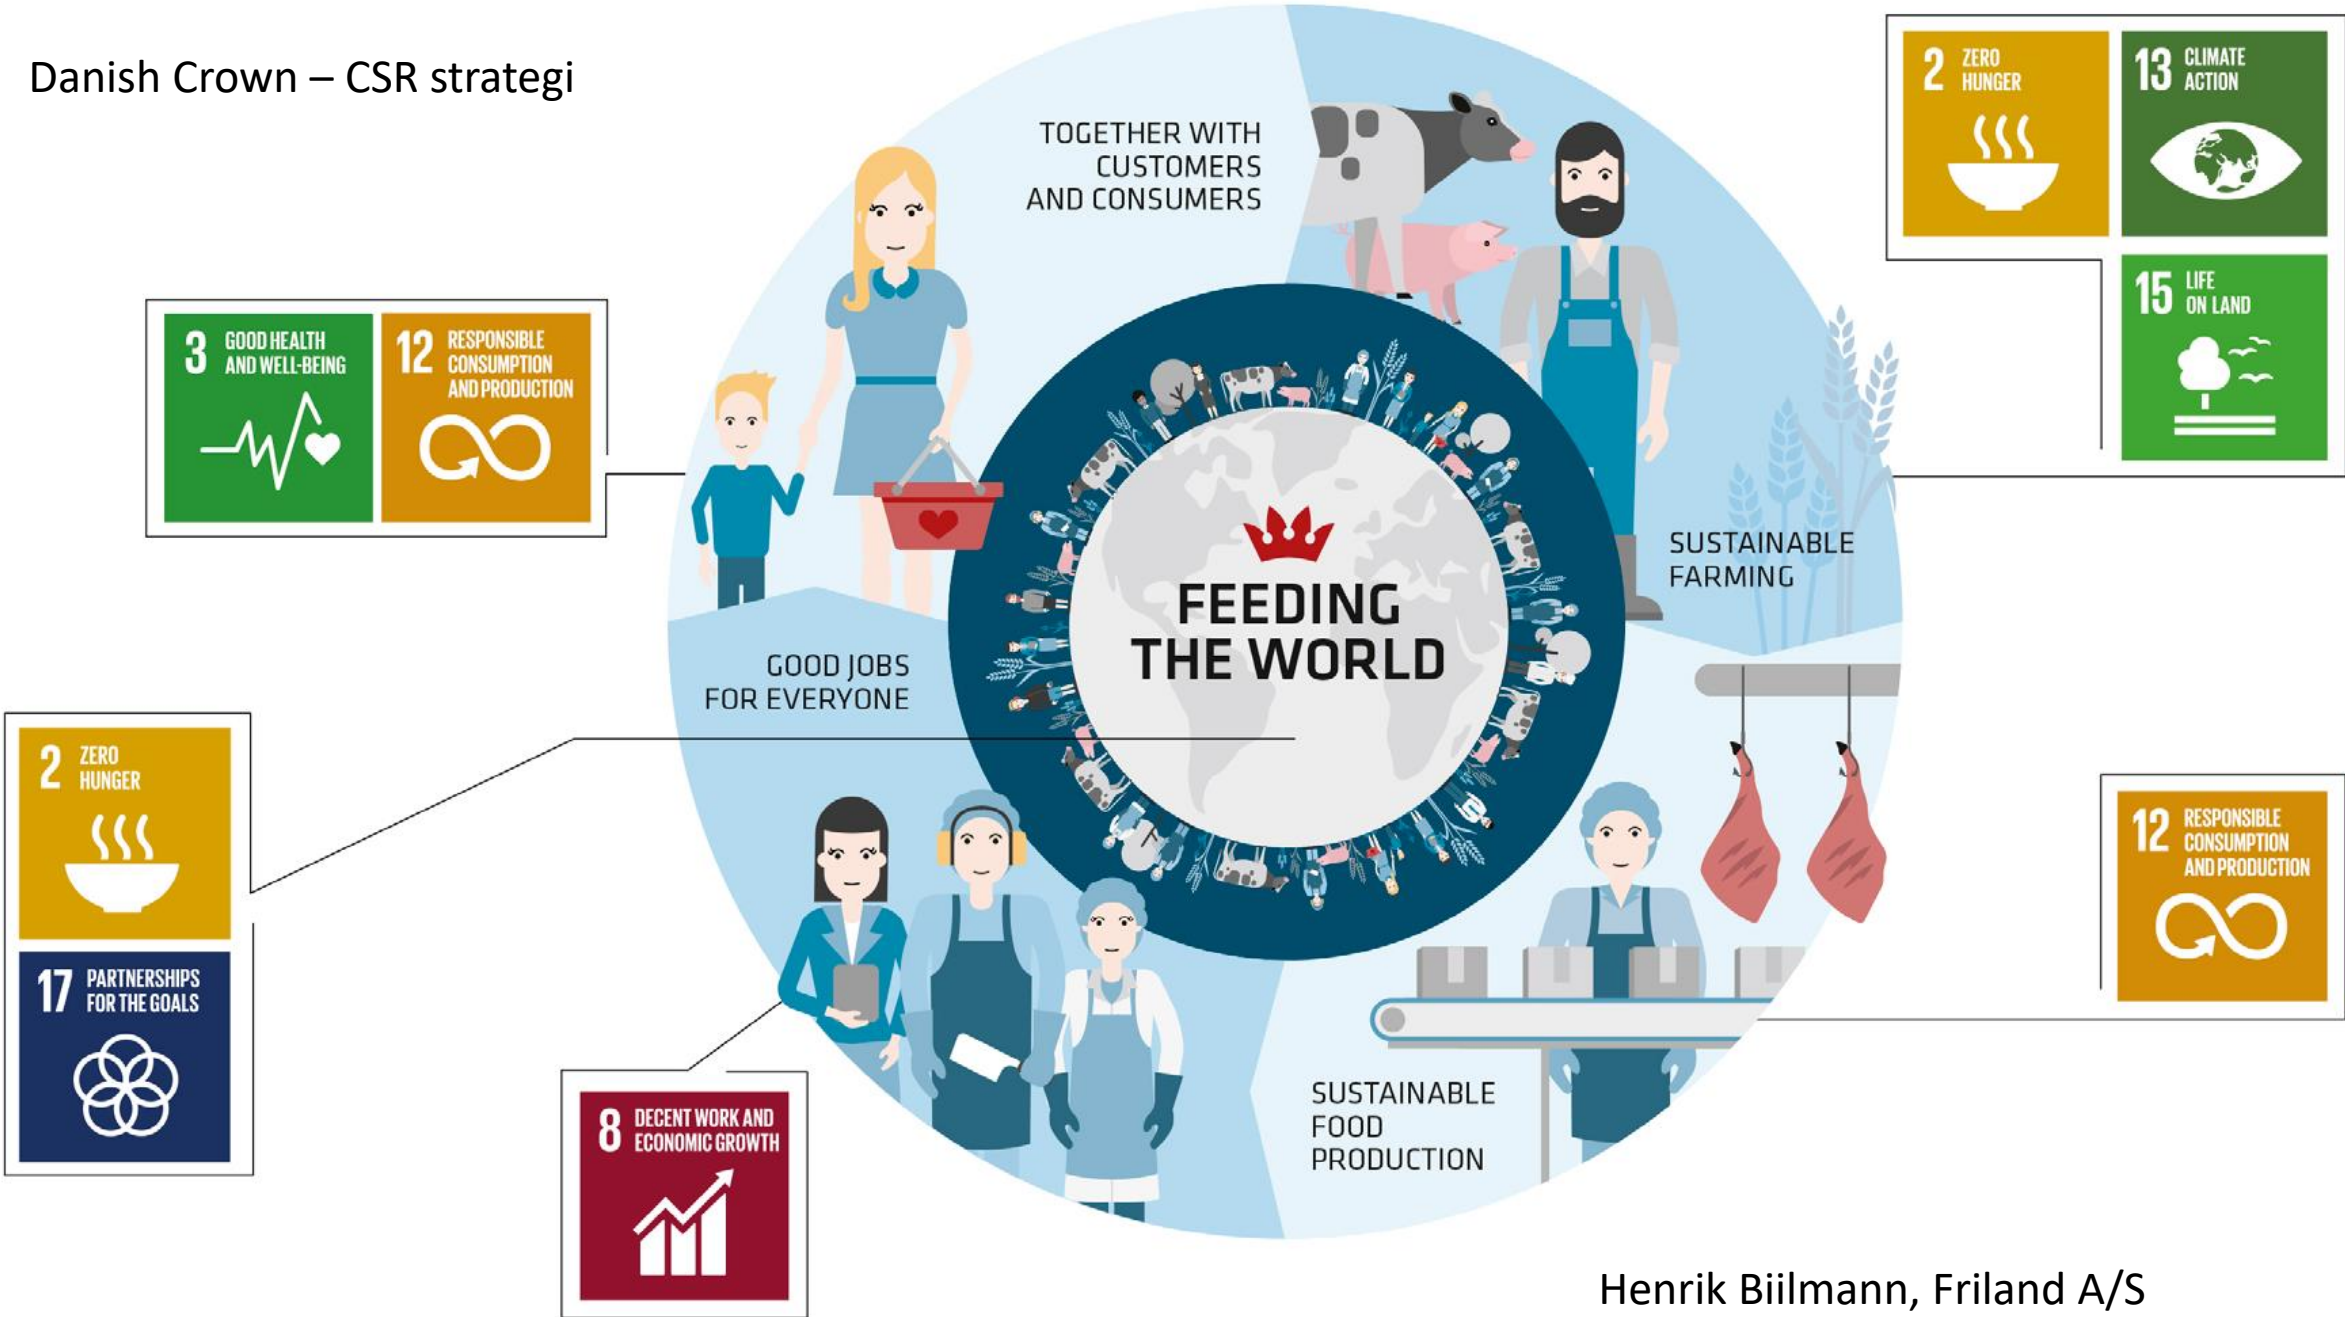 Danish Crown – CSR strategi
TOGETHER WITH
CUSTOMERS
AND CONSUMERS
2 ZERO
HUNGER
13 CLIMATE
ACTION
15 LIFE
ON LAND
3 GOOD HEALTH
AND WELL-BEING
12 RESPONSIBLE
CONSUMPTION
AND PRODUCTION
SUSTAINABLE
FARMING
FEEDING
THE WORLD
GOOD JOBS
FOR EVERYONE
2 ZERO
HUNGER
17 PARTNERSHIPS
FOR THE GOALS
12 RESPONSIBLE
CONSUMPTION
AND PRODUCTION
8 DECENT WORK AND
ECONOMIC GROWTH
SUSTAINABLE
FOOD
PRODUCTION
Henrik Biilmann, Friland A/S